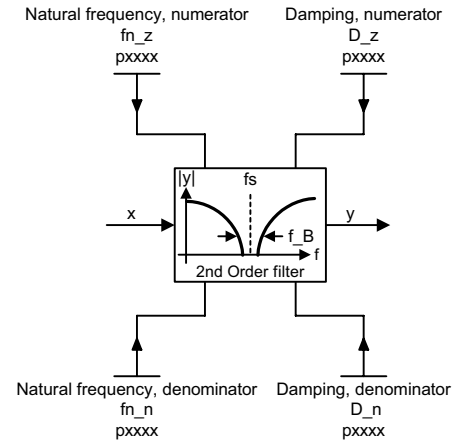 Natural frequency, numerator
fn_z
pxxxx
Damping, numerator
D_z
pxxxx
|y|
fs
x
y
f_B
f
2nd Order filter
Natural frequency, denominator
fn_n
pxxxx
Damping, denominator
D_n
pxxxx